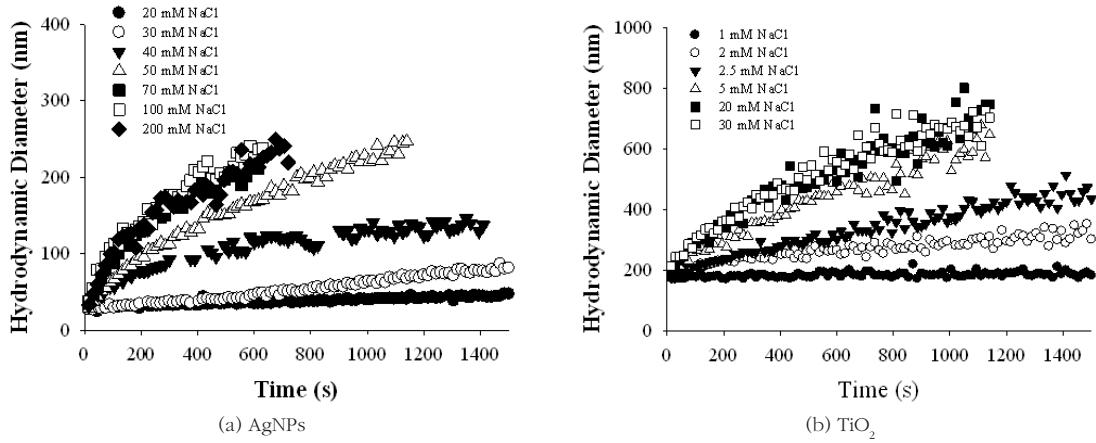 Hydrodynamic Diameter (nm)
400
300
200
100
0
20 mM NaCl
30 mM NaCl
40 mM NaCl
50 mM NaCl
70 mM NaCl
100 mM NaCl
200 mM NaCl
0 200 400 600 800 1000 1200 1400
Time (s)
(a) AgNPs
Hydrodynamic Diameter (nm)
1000
800
600
400
200
0
1 mM NaCl
2 mM NaCl
2.5 mM NaCl
5 mM NaCl
20 mM NaCl
30 mM NaCl
0 200 400 600 800 1000 1200 1400
Time (s)
(b) TiO₂